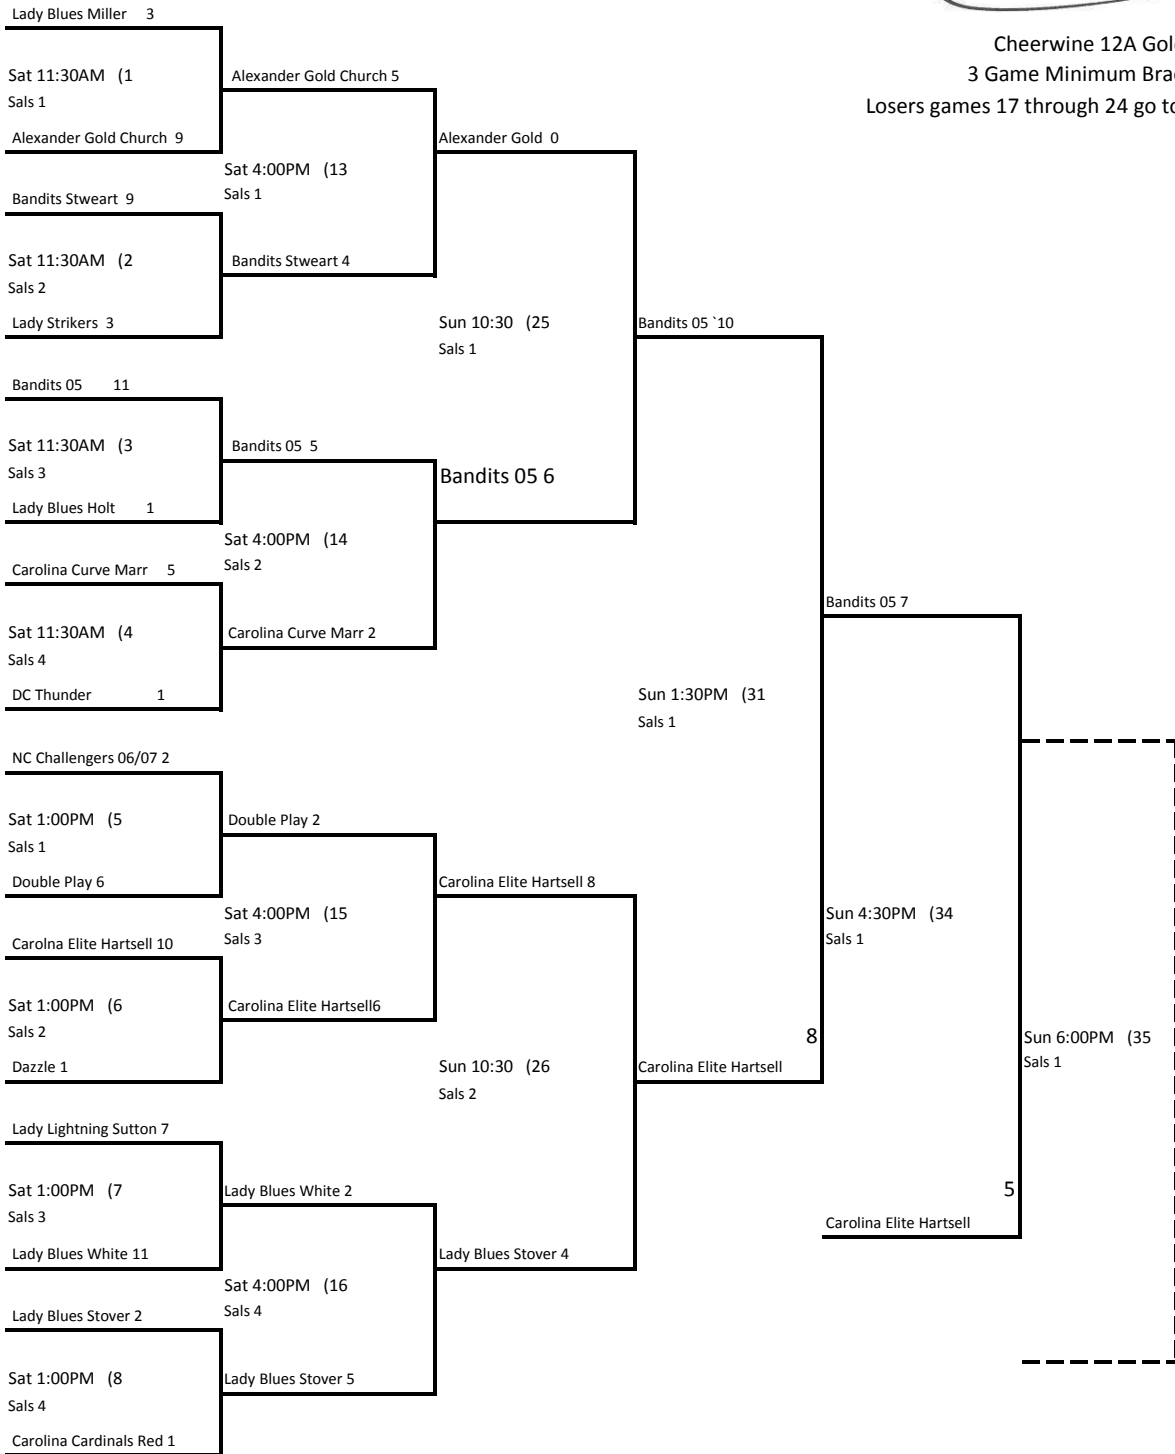 Lady Blues Miller 3
Cheerwine 12A Gol
3 Game Minimum Bra
Losers games 17 through 24 go to
Sat 11:30AM (1
Sals 1
Alexander Gold Church 9
Alexander Gold Church 5
Sat 4:00PM (13
Sals 1
Alexander Gold 0
Bandits Stweart 9
Sat 11:30AM (2
Sals 2
Lady Strikers 3
Bandits Stweart 4
Sun 10:30 (25
Sals 1
Bandits 05 `10
Bandits 05 11
Sat 11:30AM (3
Sals 3
Lady Blues Holt 1
Bandits 05 5
Bandits 05 6
Sat 4:00PM (14
Sals 2
Carolina Curve Marr 5
Sat 11:30AM (4
Sals 4
DC Thunder 1
Carolina Curve Marr 2
Bandits 05 7
Sun 1:30PM (31
Sals 1
NC Challengers 06/07 2
Sat 1:00PM (5
Sals 1
Double Play 6
Double Play 2
Sat 4:00PM (15
Sals 3
Carolina Elite Hartsell 8
Sun 4:30PM (34
Sals 1
Carolna Elite Hartsell 10
Sat 1:00PM (6
Sals 2
Dazzle 1
Carolina Elite Hartsell6
Sun 10:30 (26
Sals 2
8
Carolina Elite Hartsell
Sun 6:00PM (35
Sals 1
Lady Lightning Sutton 7
Sat 1:00PM (7
Sals 3
Lady Blues White 11
Lady Blues White 2
Sat 4:00PM (16
Sals 4
Lady Blues Stover 4
5
Carolina Elite Hartsell
Lady Blues Stover 2
Sat 1:00PM (8
Sals 4
Carolina Cardinals Red 1
Lady Blues Stover 5